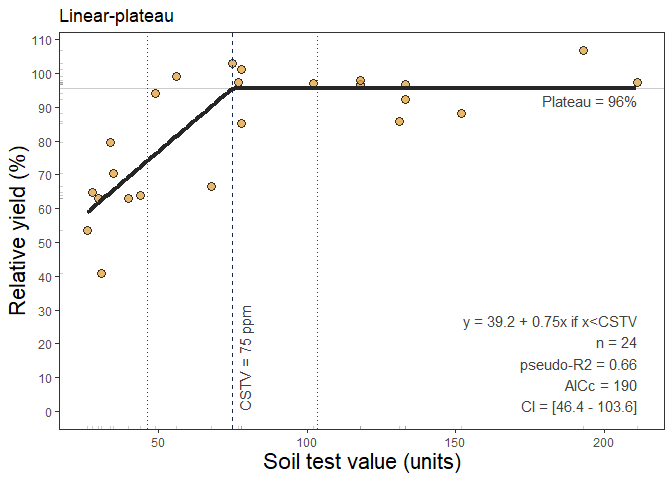 Linear-plateau
110
100
90
80
70
60
50
40
30
20
10
0
Relative yield (%)
Plateau = 96%
CSTV = 75 ppm
y = 39.2 + 0.75x if x<CSTV
n = 24
pseudo-R2 = 0.66
AICc = 190
CI = [46.4 - 103.6]
50 100 150 200
Soil test value (units)